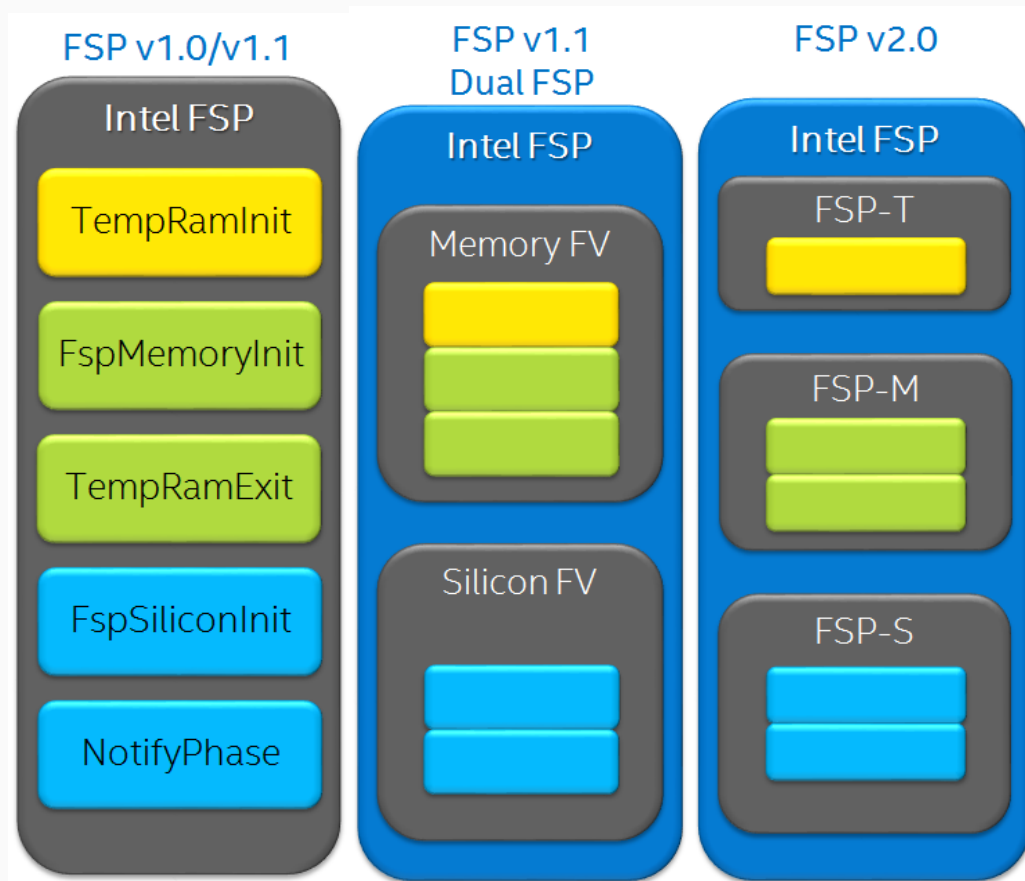 FSP v1.0/v1.1
Intel FSP
TempRamInit
FspMemoryInit
TempRamExit
FspSiliconInit
NotifyPhase
FSP v1.1
Dual FSP
Intel FSP
Memory FV
Silicon FV
FSP v2.0
Intel FSP
FSP-T
FSP-M
FSP-S